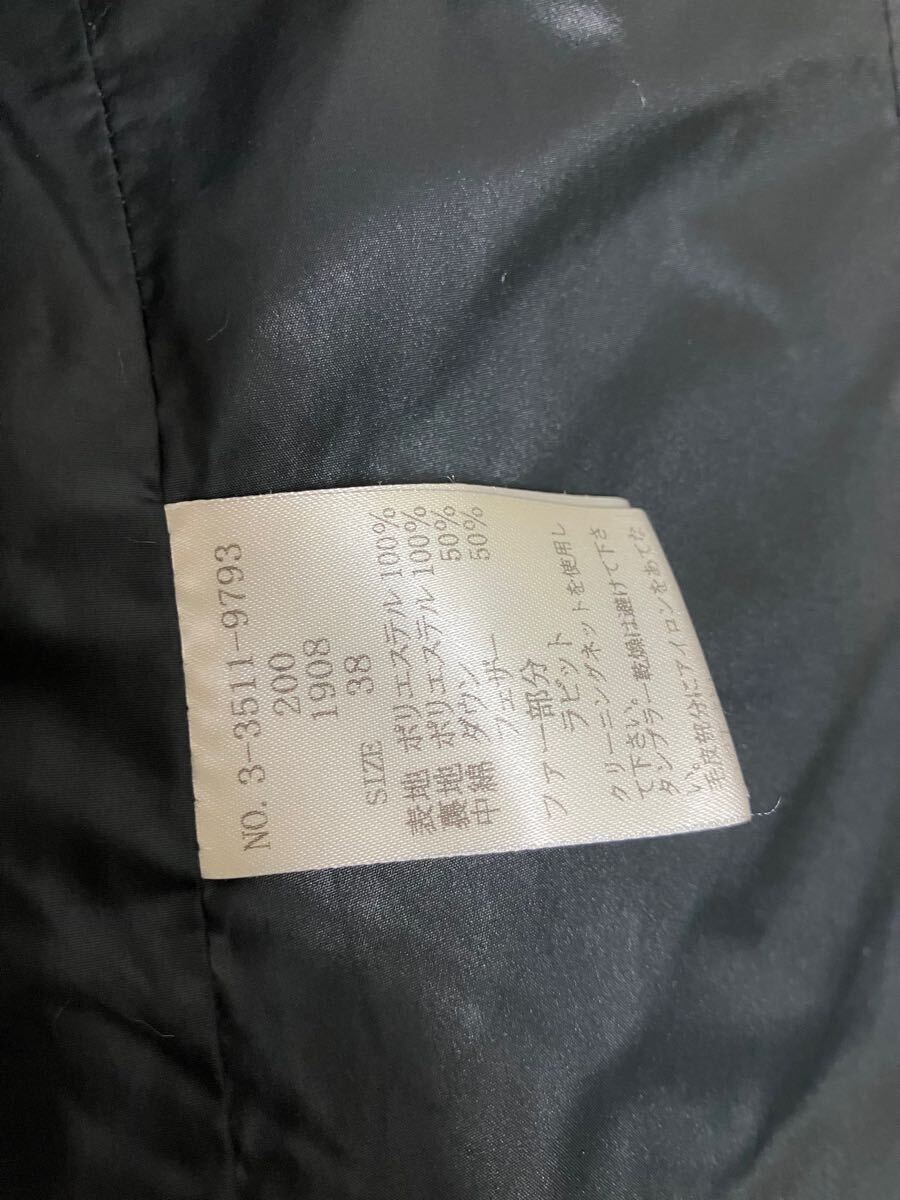 NO. 3-3511-9793
200
1908
SIZE 38
表地 ポリエステル 100%
裏地 ポリエステル 100%
中綿 ダウン 50%
フェザー 50%
ファー部分
ラビット
クリーニングネットを使用し
て下さい。
タンブラー乾燥は避けて下さ
い。
毛皮部分にアイロンをあてな